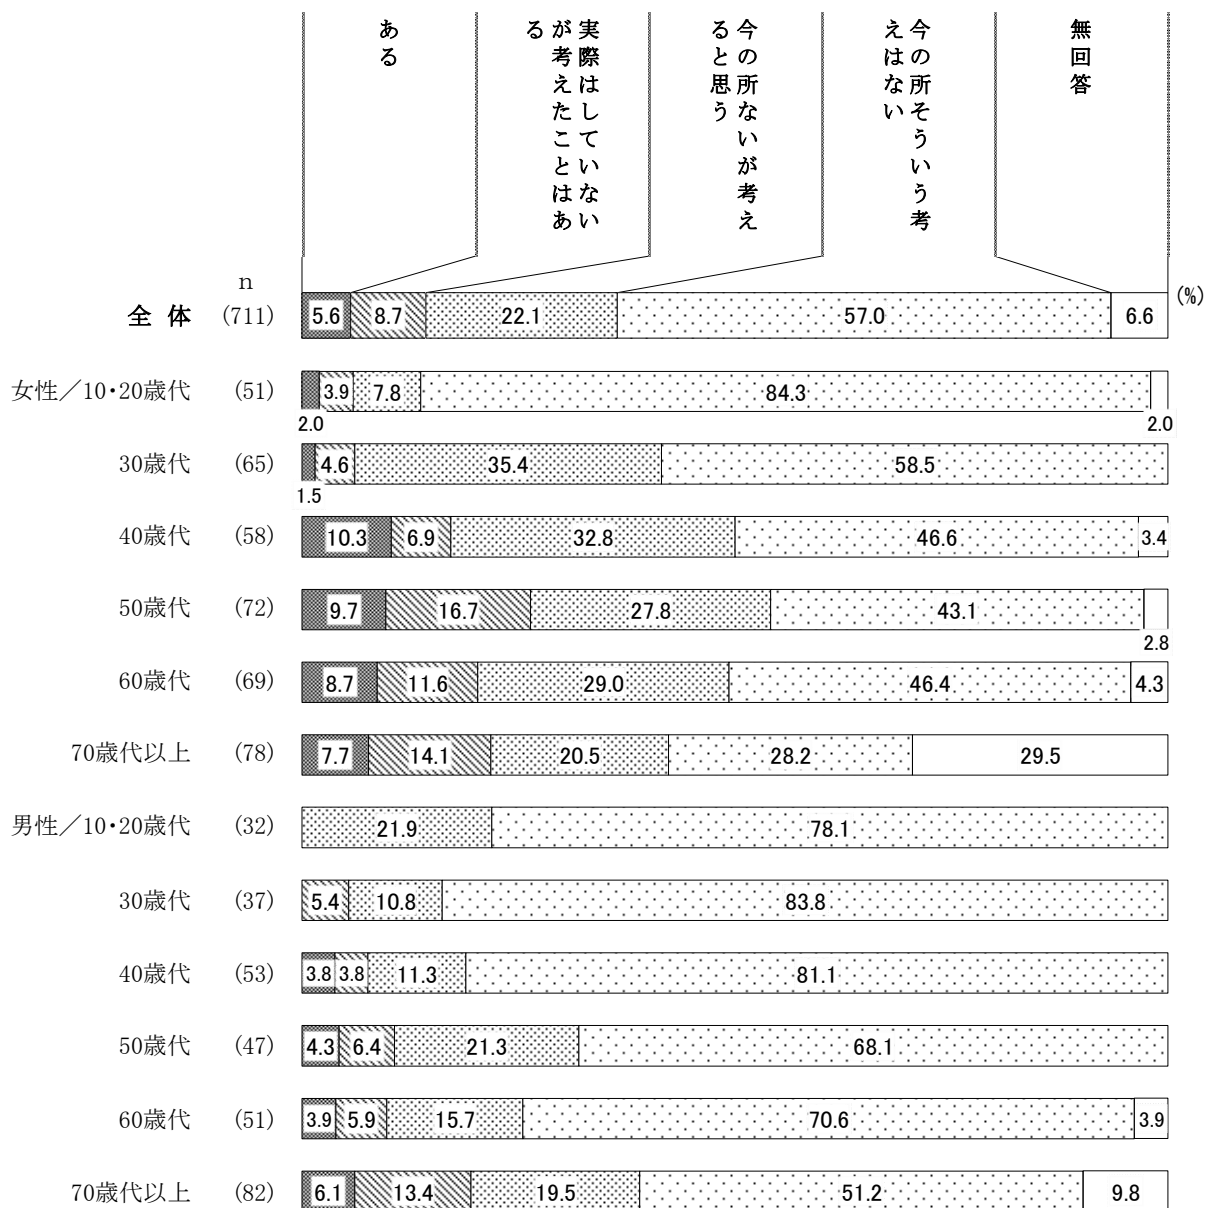 ある
実際はしていない
が考えたことはあ
る
今の所ないが考え
ると思う
今の所そういう考
えはない
無回答
n
(%)
全 体 (711) 5.6 8.7 22.1 57.0 6.6
女性／10・20歳代 (51) 2.0 3.9 7.8 84.3 2.0
30歳代 (65) 1.5 4.6 35.4 58.5
40歳代 (58) 10.3 6.9 32.8 46.6 3.4
50歳代 (72) 9.7 16.7 27.8 43.1 2.8
60歳代 (69) 8.7 11.6 29.0 46.4 4.3
70歳代以上 (78) 7.7 14.1 20.5 28.2 29.5
男性／10・20歳代 (32) 21.9 78.1
30歳代 (37) 5.4 10.8 83.8
40歳代 (53) 3.8 3.8 11.3 81.1
50歳代 (47) 4.3 6.4 21.3 68.1
60歳代 (51) 3.9 5.9 15.7 70.6 3.9
70歳代以上 (82) 6.1 13.4 19.5 51.2 9.8